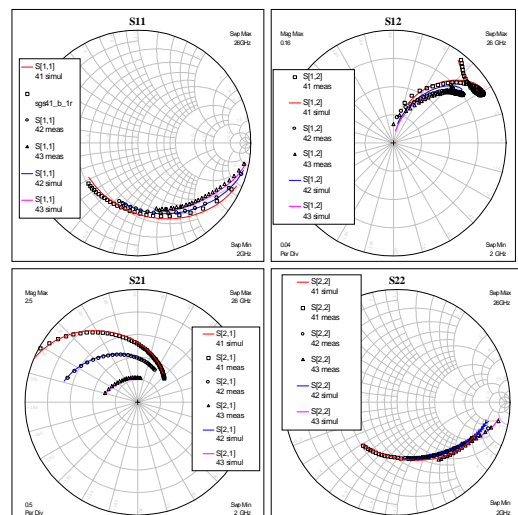 S11
Swp Max
26GHz
S[1,1]
41 simul
sgs41_b_1r
S[1,1]
42 meas
S[1,1]
43 meas
S[1,1]
42 simul
S[1,1]
43 simul
Swp Min
2GHz
S12
Mag Max
0.16
Swp Max
26 GHz
S[1,2]
41 meas
S[1,2]
41 simul
S[1,2]
42 meas
S[1,2]
43 meas
S[1,2]
42 simul
S[1,2]
43 simul
0.04
Per Div
Swp Min
2 GHz
S21
Mag Max
2.5
Swp Max
26 GHz
S[2,1]
41 simul
S[2,1]
41 meas
S[2,1]
42 meas
S[2,1]
43 meas
S[2,1]
42 simul
S[2,1]
43 simul
0.5
Per Div
Swp Min
2 GHz
S22
Swp Max
26GHz
S[2,2]
41 simul
S[2,2]
41 meas
S[2,2]
42 meas
S[2,2]
43 meas
S[2,2]
42 simul
S[2,2]
43 simul
Swp Min
2GHz